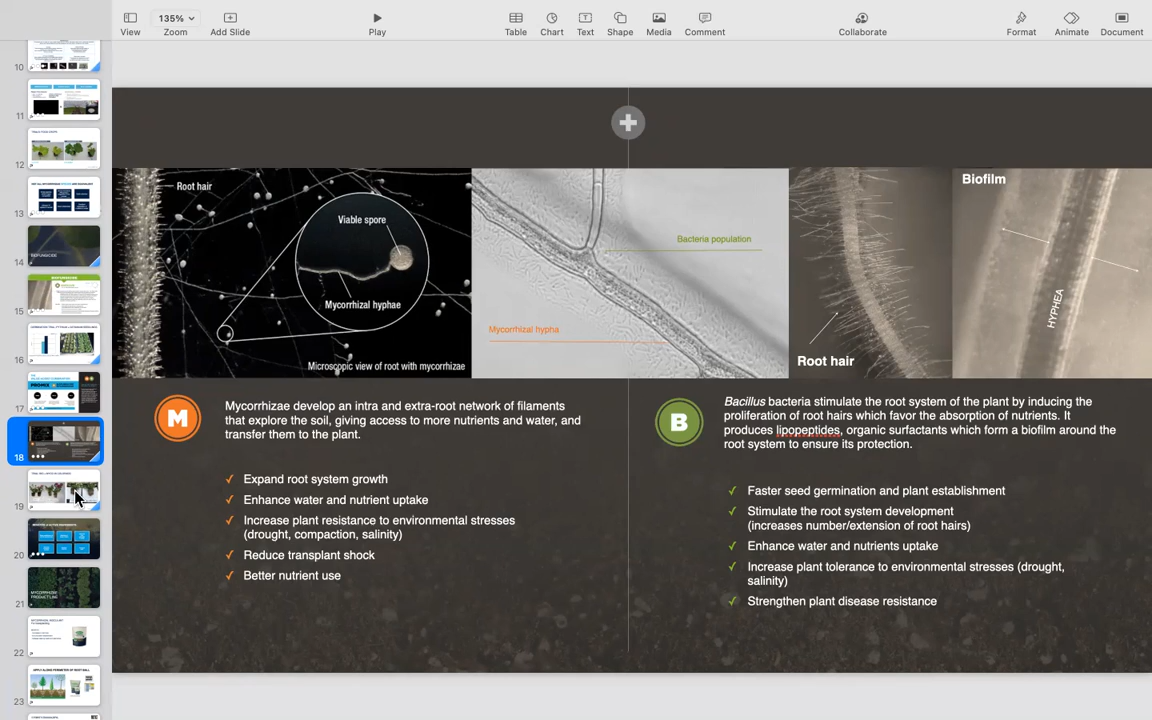 135%
View
Zoom
Add Slide
Play
Table
Chart
Text
Shape
Media
Comment
Collaborate
Format
Animate
Document
10
11
12
13
14
15
16
17
18
19
20
21
22
23
Root hair
Viable spore
Mycorrhizal hyphae
Microscopic view of root with mycorrhizae
Bacteria population
Mycorrhizal hypha
Root hair
Biofilm
HYPHEA
M
Mycorrhizae develop an intra and extra-root network of filaments
that explore the soil, giving access to more nutrients and water, and
transfer them to the plant.
✓ Expand root system growth
✓ Enhance water and nutrient uptake
✓ Increase plant resistance to environmental stresses
(drought, compaction, salinity)
✓ Reduce transplant shock
✓ Better nutrient use
B
Bacillus bacteria stimulate the root system of the plant by inducing the
proliferation of root hairs which favor the absorption of nutrients. It
produces lipopeptides, organic surfactants which form a biofilm around the
root system to ensure its protection.
✓ Faster seed germination and plant establishment
✓ Stimulate the root system development
(increases number/extension of root hairs)
✓ Enhance water and nutrients uptake
✓ Increase plant tolerance to environmental stresses (drought,
salinity)
✓ Strengthen plant disease resistance